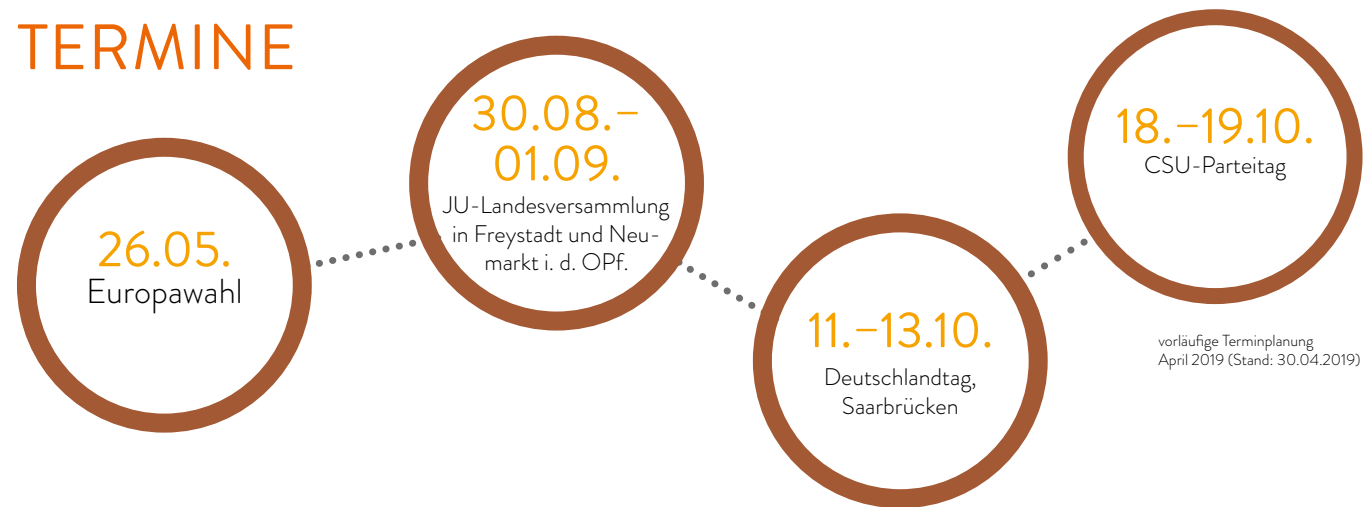 TERMINE
26.05.
Europawahl
30.08.–
01.09.
JU-Landesversammlung
in Freystadt und Neu-
markt i. d. OPf.
11.–13.10.
Deutschlandtag,
Saarbrücken
18.–19.10.
CSU-Parteitag
vorläufige Terminplanung
April 2019 (Stand: 30.04.2019)